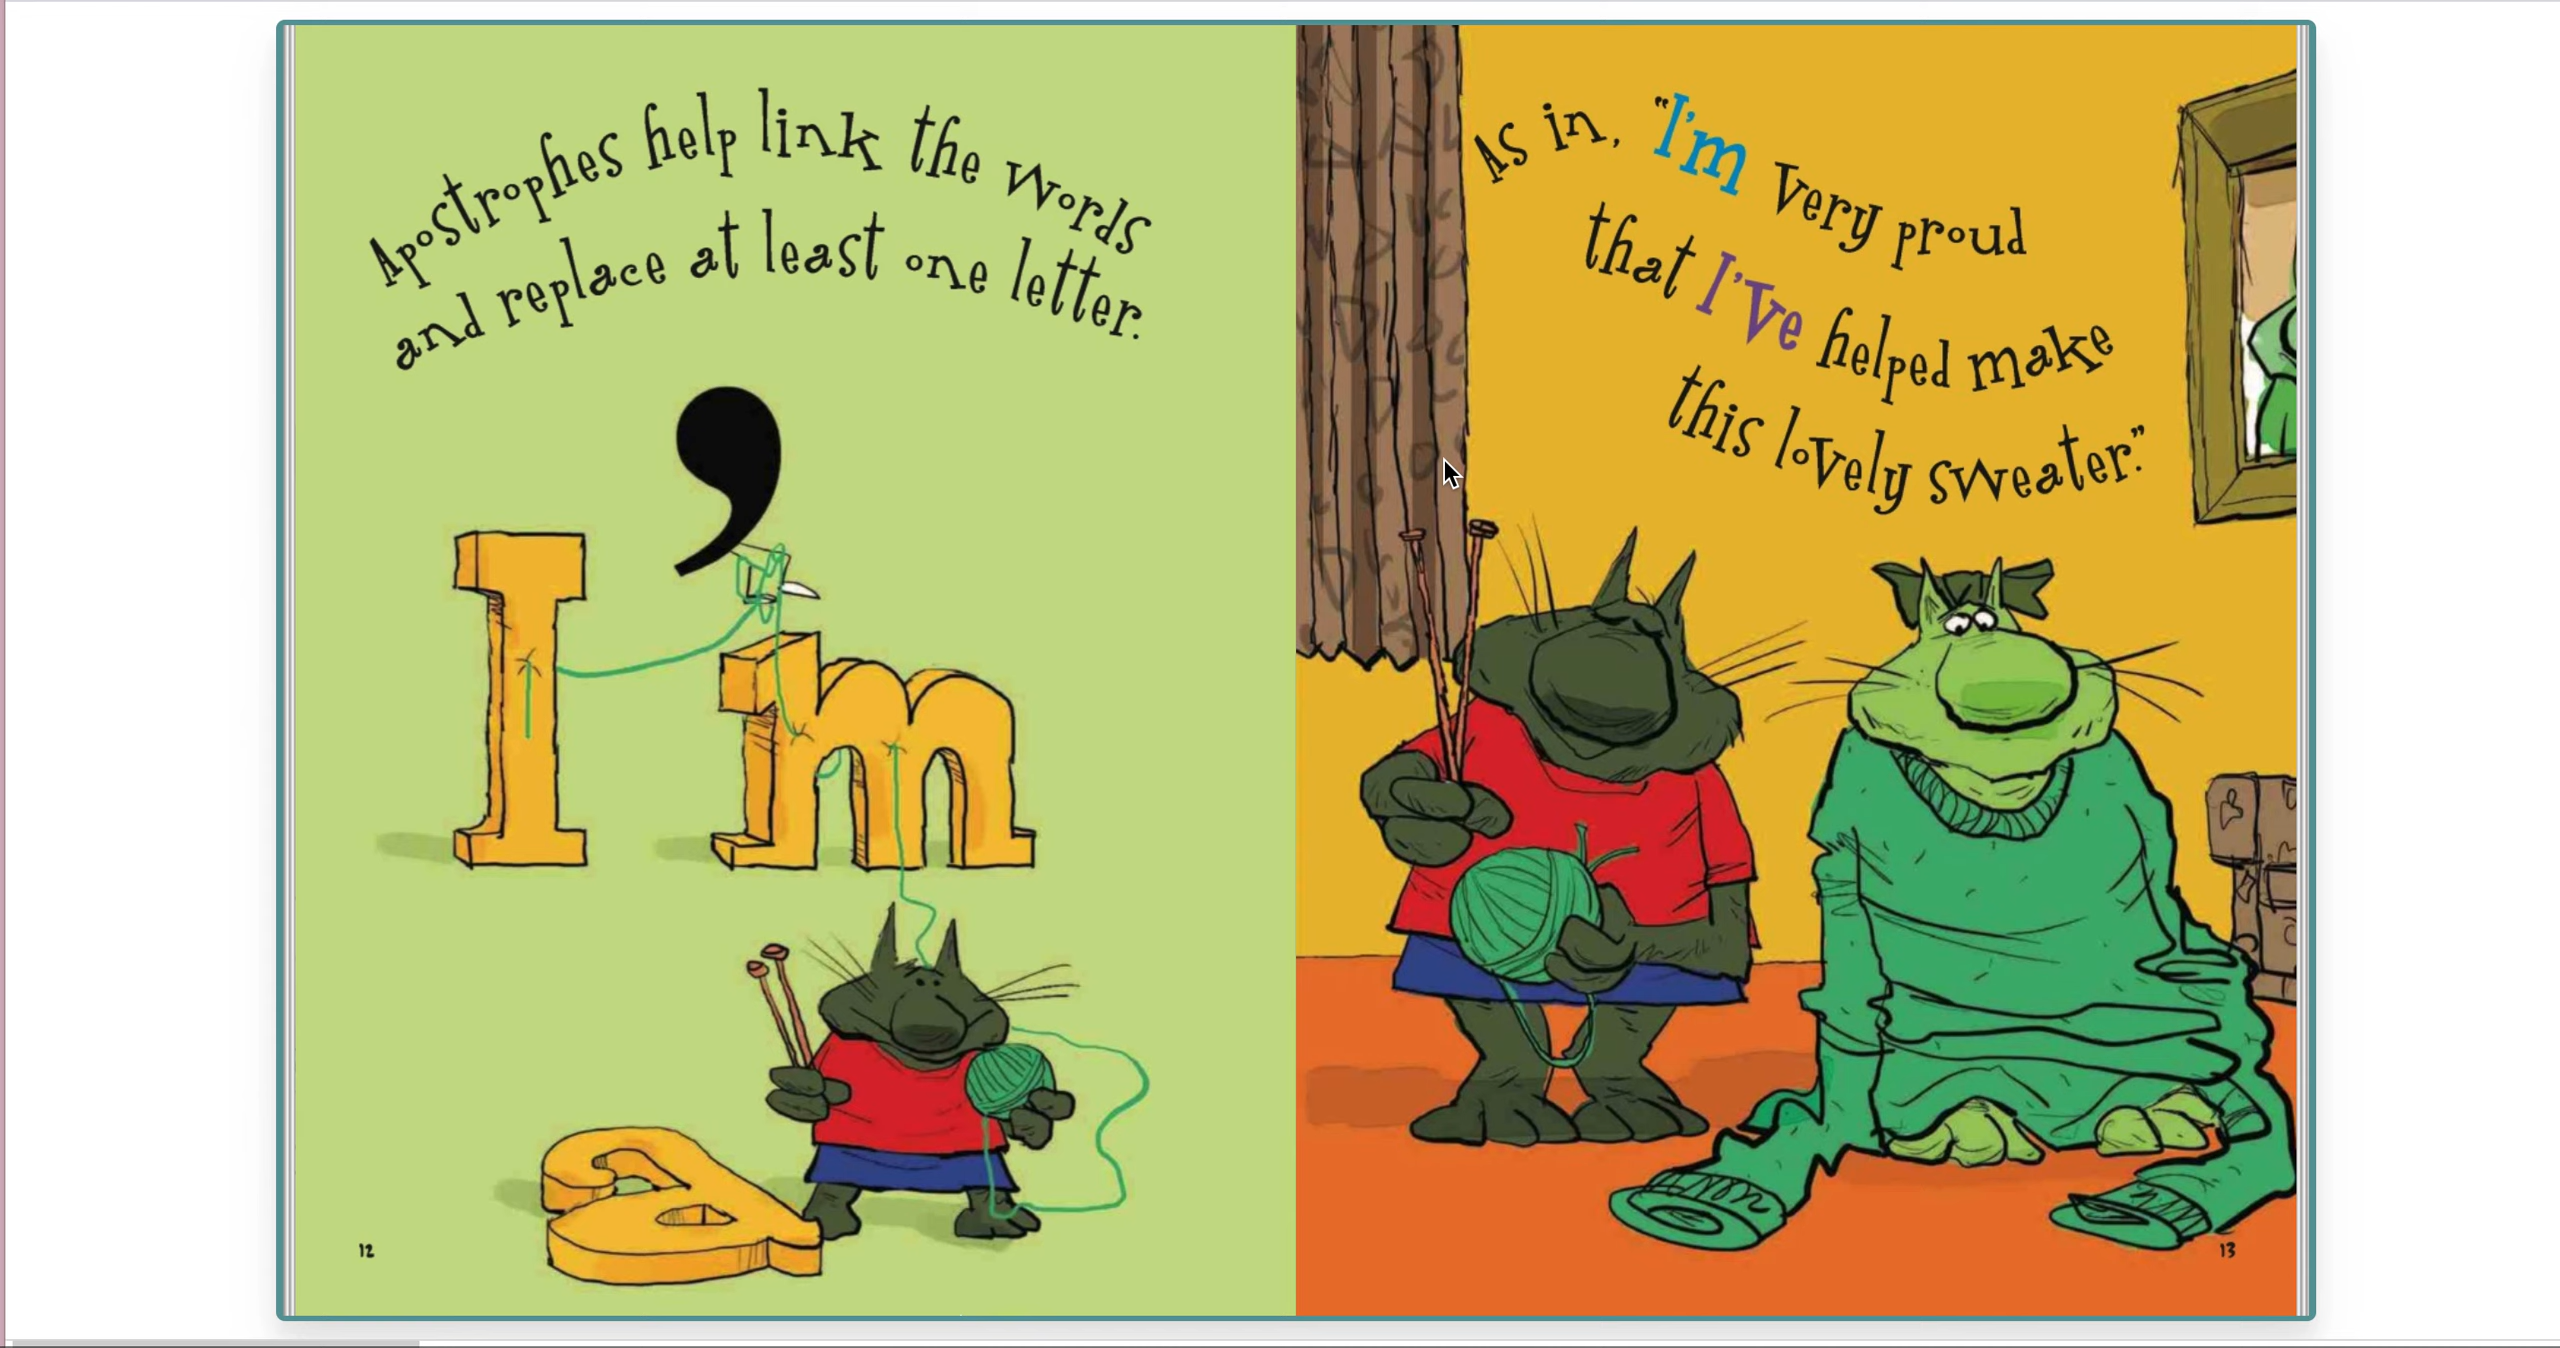 Apostrophes help link the words
and replace at least one letter.
I’m
a
12
As in, “I’m very proud
that I’ve helped make
this lovely sweater.”
13